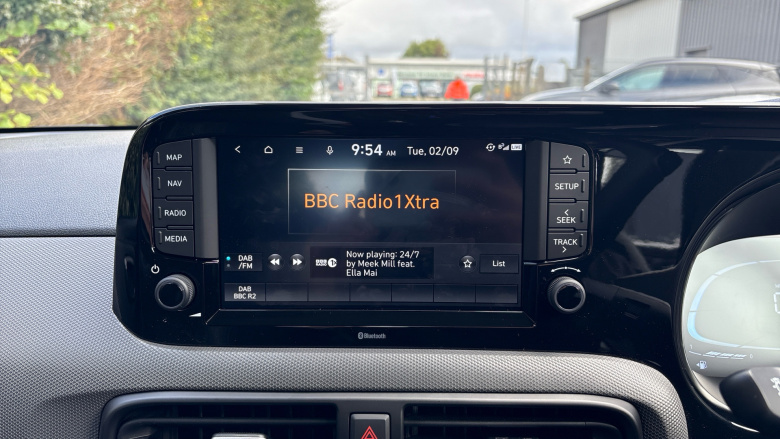 MAP
NAV
RADIO
MEDIA
9:54 AM Tue, 02/09
BBC Radio1Xtra
DAB
/FM
Now playing: 24/7
by Meek Mill feat.
Ella Mai
List
DAB
BBC R2
SETUP
< SEEK
TRACK >
Bluetooth